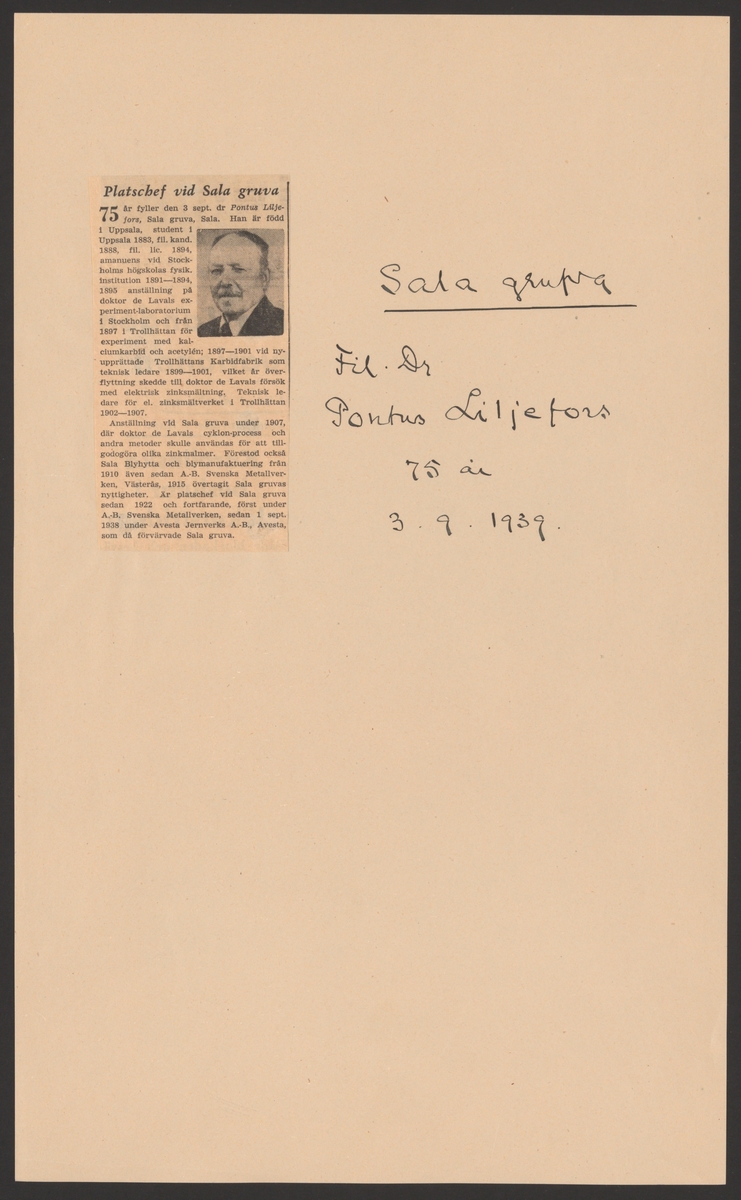 Platschef vid Sala gruva
75 år fyller den 3 sept. dr Pontus Lilje-
fors, Sala gruva, Sala. Han är född
i Uppsala, student i
Uppsala 1883, fil. kand.
1888, fil. lic. 1894,
amanuens vid Stock-
holms högskolas fysik.
institution 1891—1894,
1895 anställning på
doktor de Lavals ex-
periment-laboratorium
i Stockholm och från
1897 i Trollhättan för
experiment med kal-
ciumkarbid och acetylén; 1897—1901 vid ny-
upprättade Trollhättans Karbidfabrik som
teknisk ledare 1899—1901, vilket år över-
flyttning skedde till doktor de Lavals försök
med elektrisk zinksmältning, Teknisk le-
dare för el. zinksmältverket i Trollhättan
1902—1907.
Anställning vid Sala gruva under 1907,
där doktor de Lavals cyklon-process och
andra metoder skulle användas för att till-
godogöra olika zinkmalmer. Förestod också
Sala Blyhytta och blymanufaktuering från
1910 även sedan A.-B. Svenska Metallver-
ken, Västerås, 1915 övertagit Sala gruvas
nyttigheter. Är platschef vid Sala gruva
sedan 1922 och fortfarande, först under
A.-B. Svenska Metallverken, sedan 1 sept.
1938 under Avesta Jernverks A.-B., Avesta,
som då förvärvade Sala gruva.
Sala grufva
Fil. Dr
Pontus Liljefors
75 år
3. 9. 1939.